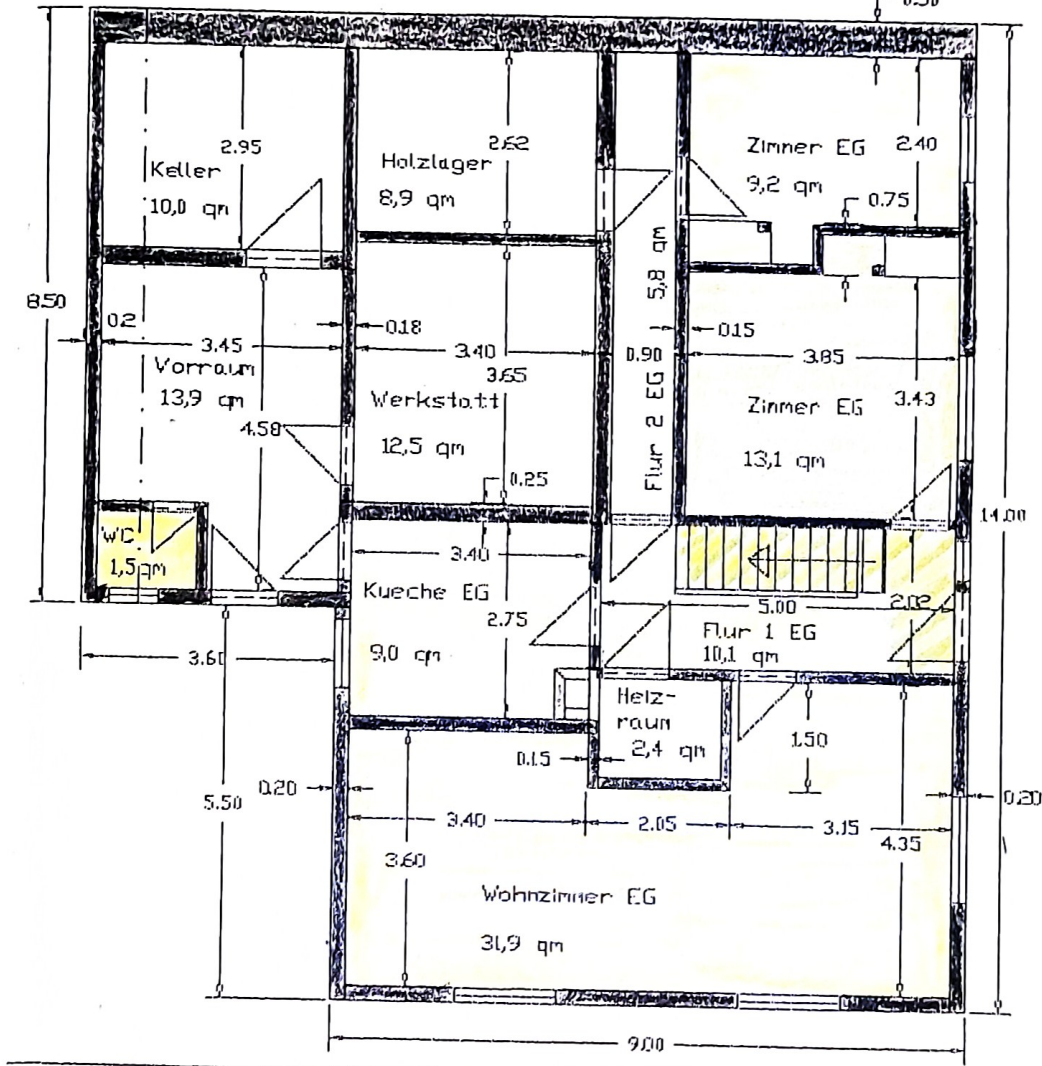 0.50
Keller
10,0 qm
2.95
Holzlager
8,9 qm
2.62
Zimmer EG
9,2 qm
2.40
0.75
8.50
0.2
3.45
0.18
3.40
3.65
Flur 2 EG 5,8 qm
0.90
0.15
3.85
3.43
Vorraum
13,9 qm
4.58
Werkstatt
12,5 qm
0.25
Zimmer EG
13,1 qm
14.00
WC
1,5 qm
3.40
Kueche EG
2.75
9,0 qm
5.00
2.02
Flur 1 EG
10,1 qm
3.60
Heiz-
raum
2,4 qm
1.50
0.15
0.20
5.50
0.20
3.40
2.05
3.15
4.35
3.60
Wohnzimmer EG
31,9 qm
9.00